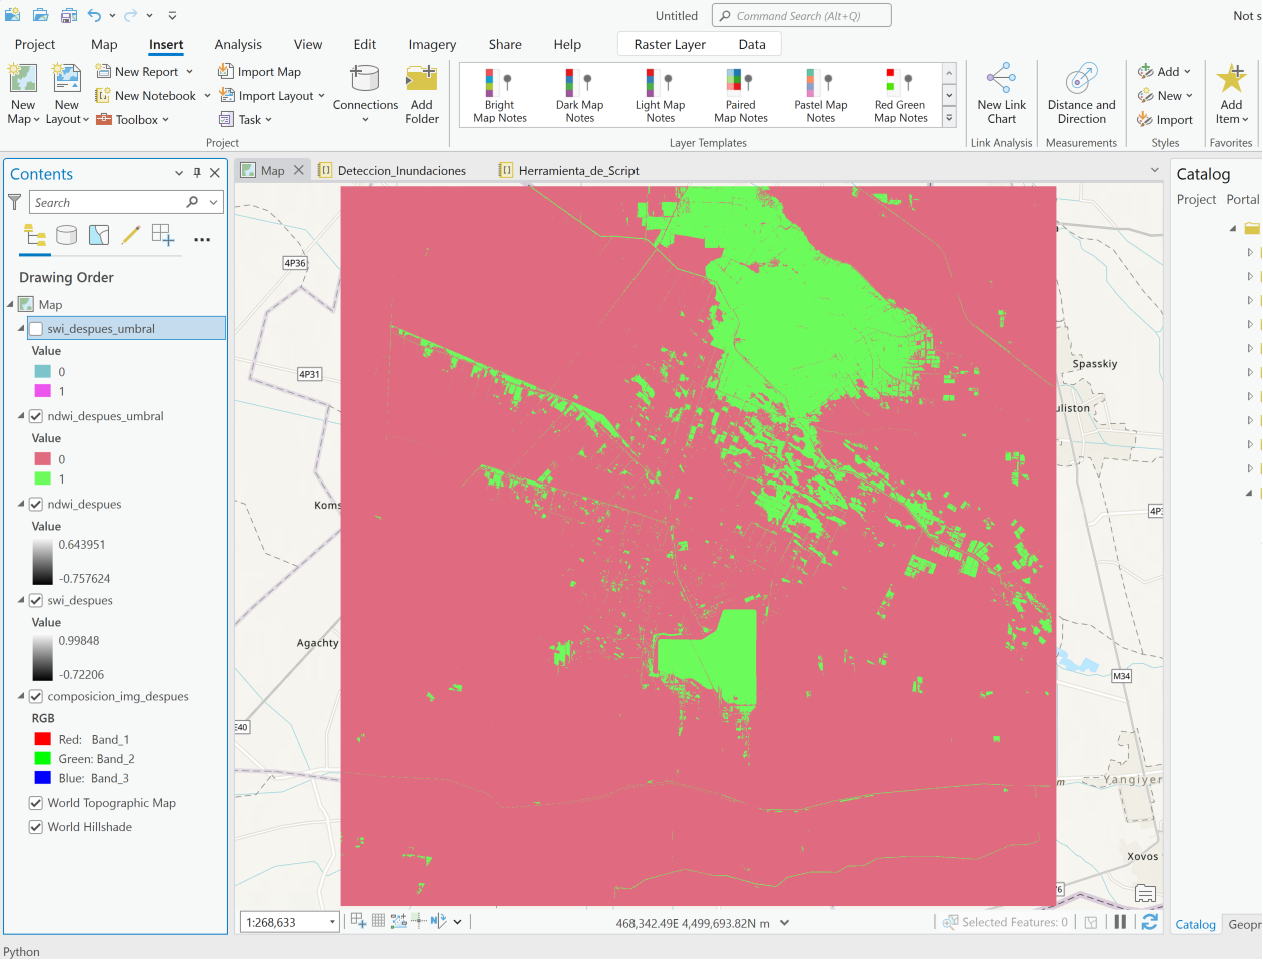 Untitled
Command Search (Alt+Q)
Not s
Project
Map
Insert
Analysis
View
Edit
Imagery
Share
Help
Raster Layer
Data
New Map
New Layout
New Report
New Notebook
Toolbox
Import Map
Import Layout
Task
Connections
Add Folder
Project
Bright Map Notes
Dark Map Notes
Light Map Notes
Paired Map Notes
Pastel Map Notes
Red Green Map Notes
Layer Templates
New Link Chart
Link Analysis
Distance and Direction
Measurements
Add
New
Import
Styles
Add Item
Favorites
Contents
Search
Drawing Order
Map
swi_despues_umbral
Value
0
1
ndwi_despues_umbral
Value
0
1
ndwi_despues
Value
0.643951
-0.757624
swi_despues
Value
0.99848
-0.72206
composicion_img_despues
RGB
Red: Band_1
Green: Band_2
Blue: Band_3
World Topographic Map
World Hillshade
Map
Deteccion_Inundaciones
Herramienta_de_Script
4P36
4P31
Koms
Agachty
E40
Spasskiy
uliston
4P3
M34
m
Yangiyer
Xovos
1:268,633
468,342.49E 4,499,693.82N m
Selected Features: 0
Catalog
Project
Portal
Catalog
Geopr
Python